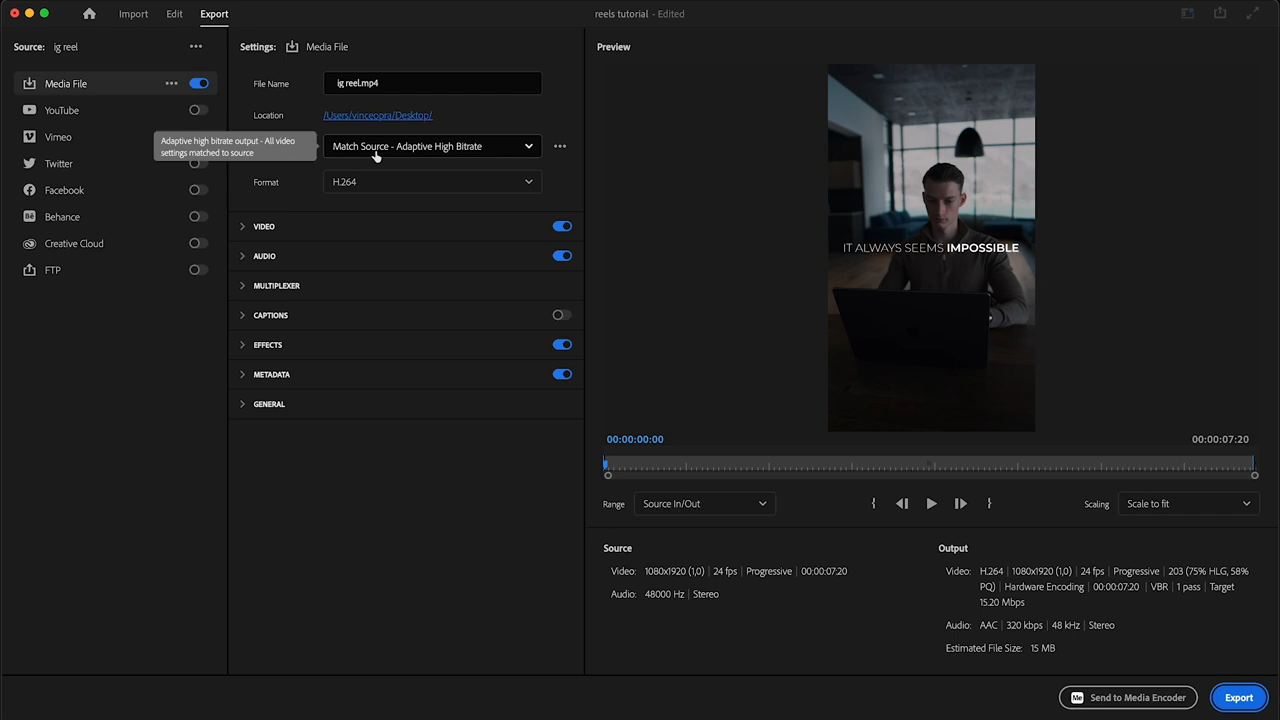 Import
Edit
Export
reels tutorial - Edited
Source: ig reel
Settings: Media File
Preview
Media File
YouTube
Vimeo
Twitter
Facebook
Behance
Creative Cloud
FTP
File Name
ig reel.mp4
Location
/Users/vinceopra/Desktop/
Adaptive high bitrate output - All video
settings matched to source
Match Source - Adaptive High Bitrate
Format
H.264
VIDEO
AUDIO
MULTIPLEXER
CAPTIONS
EFFECTS
METADATA
GENERAL
IT ALWAYS SEEMS IMPOSSIBLE
00:00:00:00
00:00:07:20
Range
Source In/Out
Scaling
Scale to fit
Source
Video: 1080x1920 (1,0) | 24 fps | Progressive | 00:00:07:20
Audio: 48000 Hz | Stereo
Output
Video: H.264 | 1080x1920 (1,0) | 24 fps | Progressive | 203 (75% HLG, 58%
PQ) | Hardware Encoding | 00:00:07:20 | VBR | 1 pass | Target
15.20 Mbps
Audio: AAC | 320 kbps | 48 kHz | Stereo
Estimated File Size: 15 MB
Me Send to Media Encoder
Export